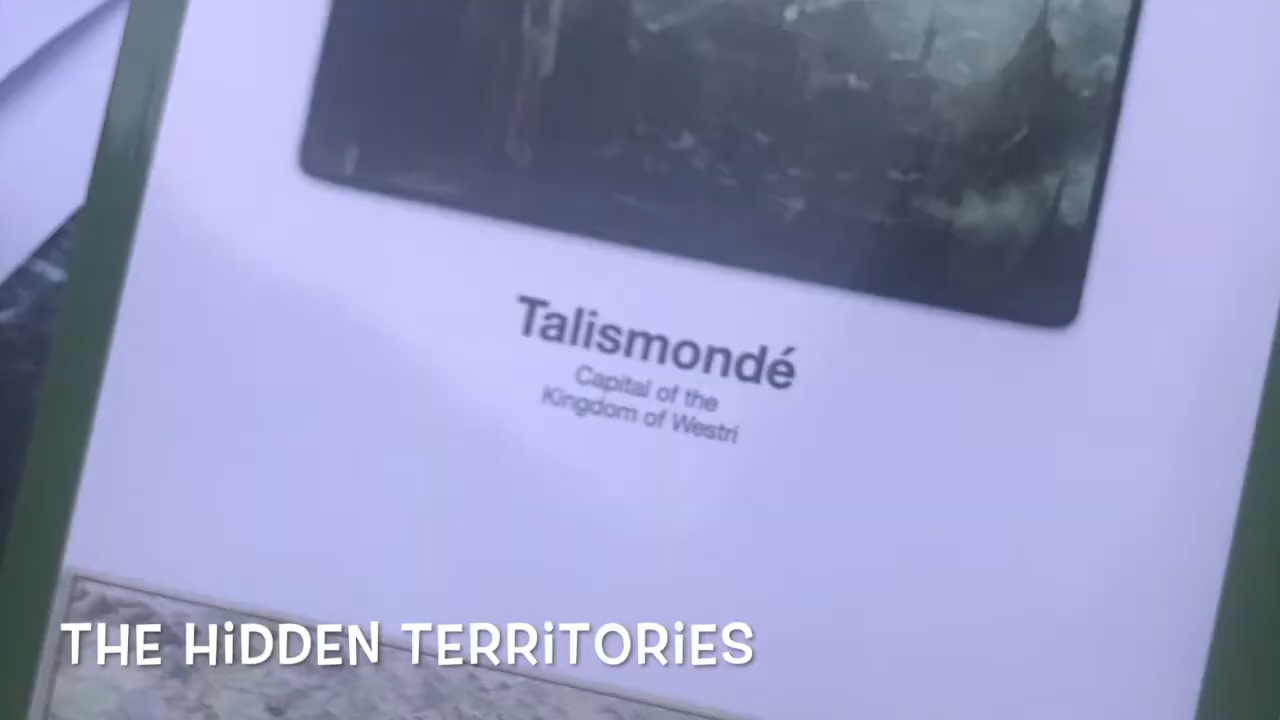 Talismondé
Capital of the
Kingdom of Westri
THE HiDDEN TERRiTORiES